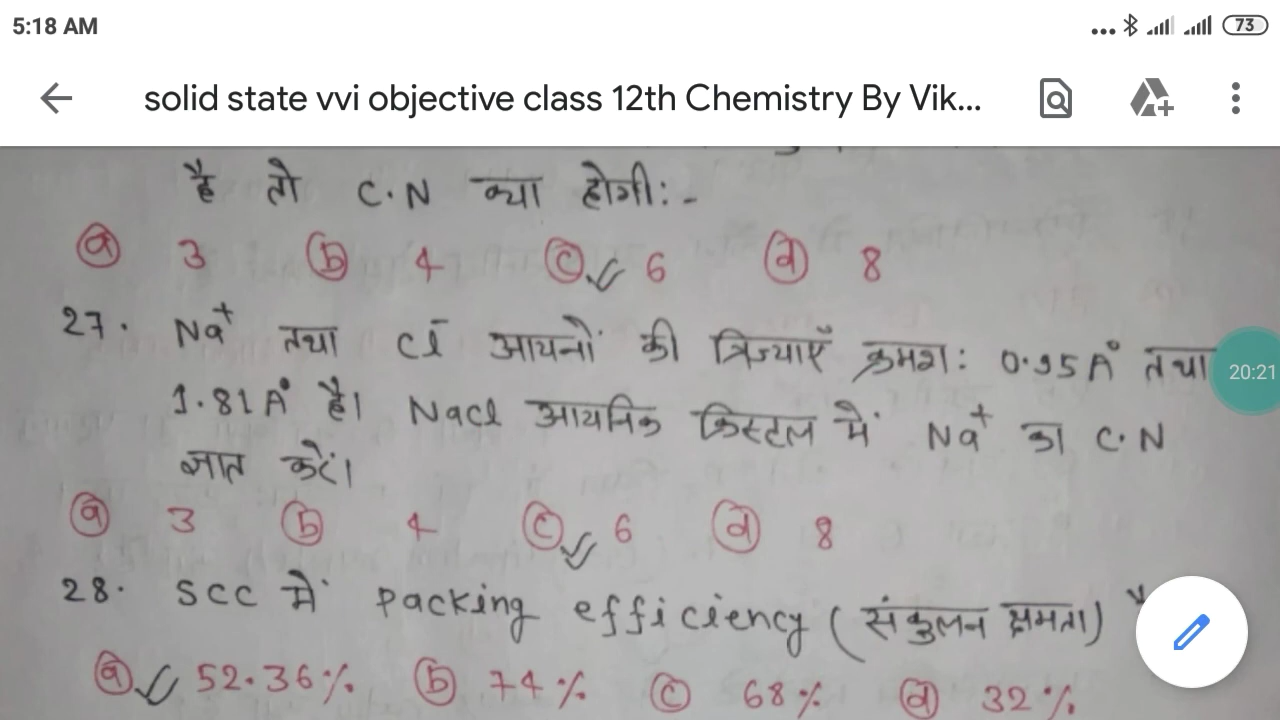 5:18 AM
73
solid state vvi objective class 12th Chemistry By Vik...
है तो C.N क्या होगी:-
a 3 b 4 c 6 d 8
27. Na⁺ तथा Cl⁻ आयनों की त्रिज्याएँ क्रमश: 0.95A° तथा
20:21
1.81A° है। NaCl आयनिक क्रिस्टल में Na⁺ का C.N
ज्ञात करें।
a 3 b 4 c 6 d 8
28. SCC में packing efficiency (संकुलन क्षमता)
a 52.36% b 74% c 68% d 32%